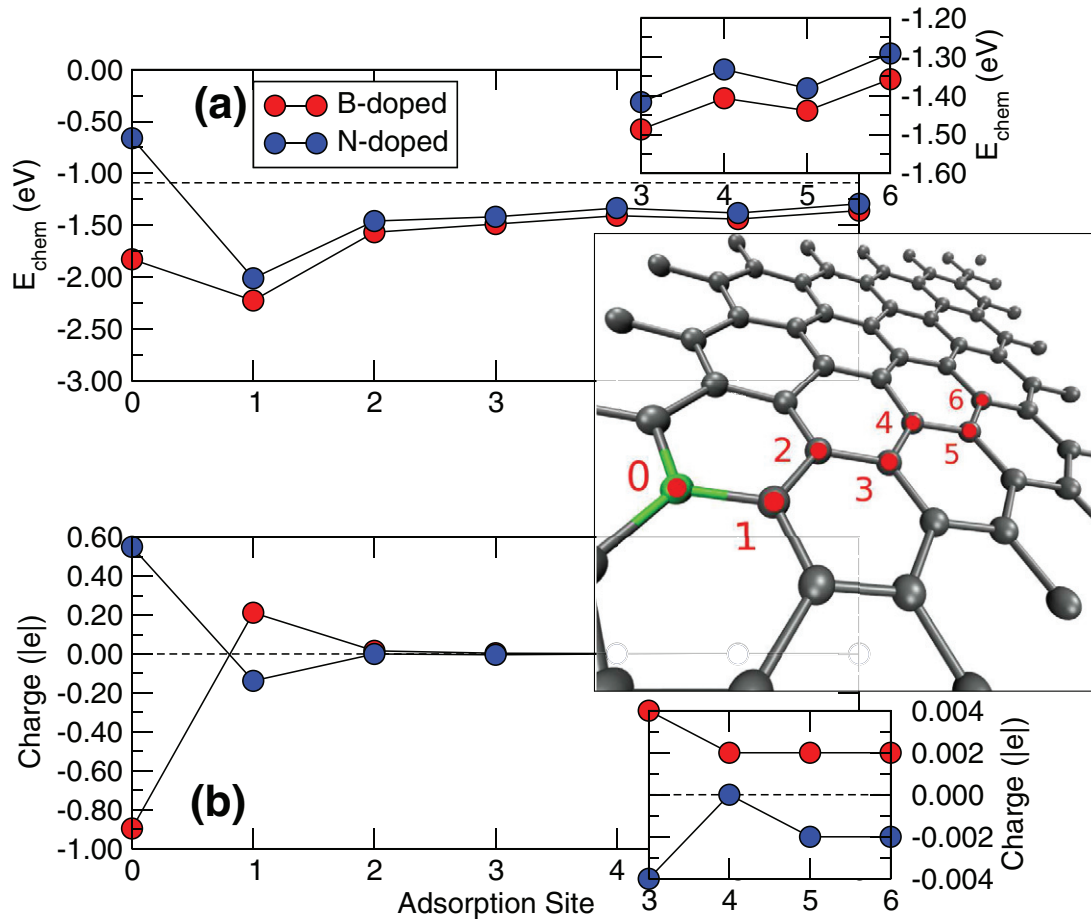 (a)
B-doped
N-doped
0.00
-0.50
-1.00
-1.50
-2.00
-2.50
-3.00
E_chem (eV)
0 1 2 3
-1.20
-1.30
-1.40
-1.50
-1.60
E_chem (eV)
3 4 5 6
0 1 2 3 4 5 6
(b)
0.60
0.40
0.20
0.00
-0.20
-0.40
-0.60
-0.80
-1.00
Charge (|e|)
0 1 2 3 4
Adsorption Site
0.004
0.002
0.000
-0.002
-0.004
Charge (|e|)
3 4 5 6